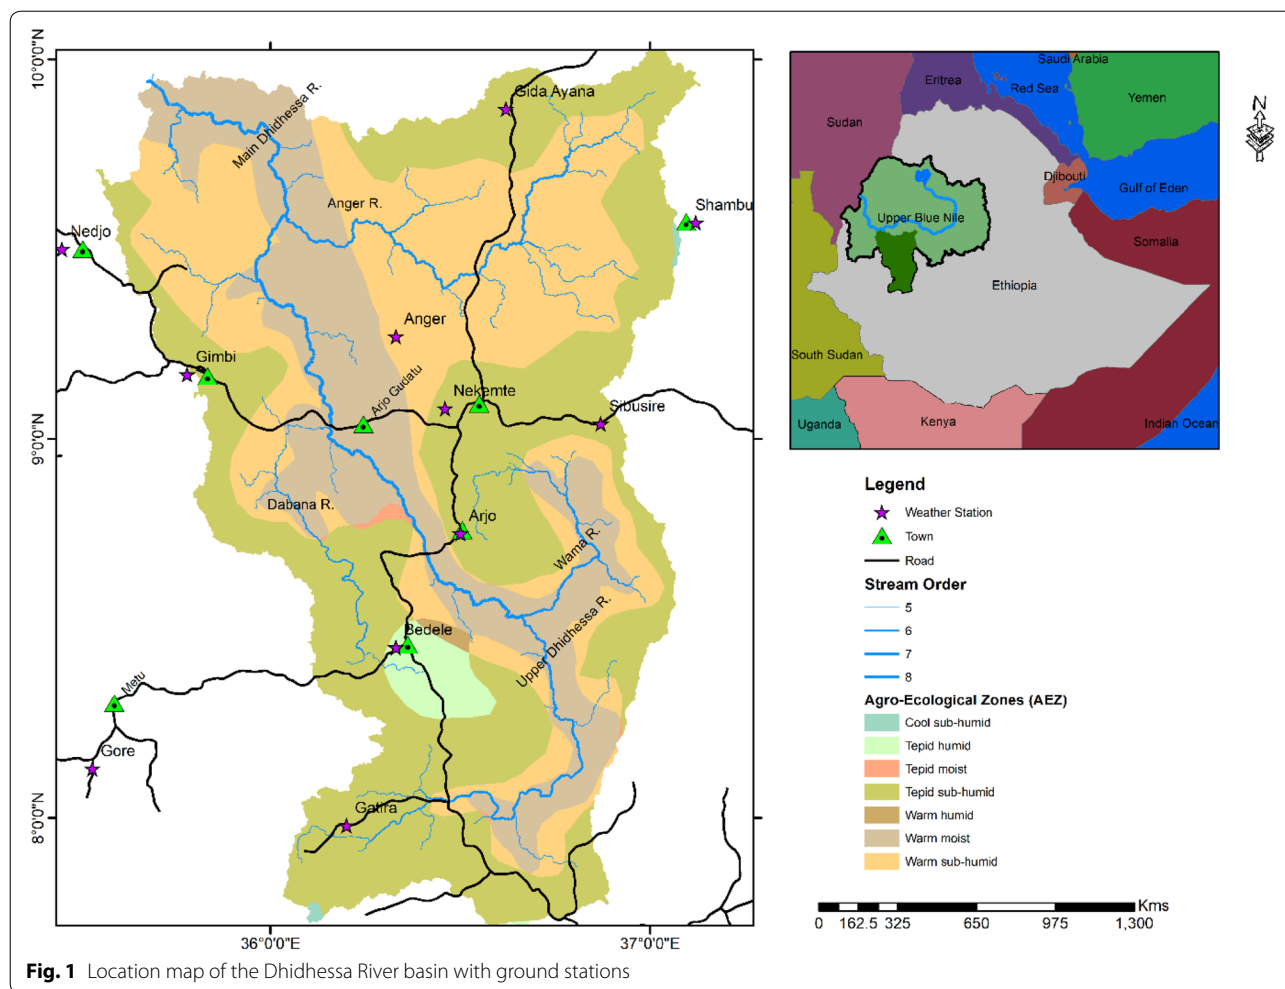 10°0'0"N
9°0'0"N
8°0'0"N
36°0'0"E
37°0'0"E
Main Dhidhessa R.
Gida Ayana
Anger R.
Shambu
Nedjo
Anger
Gimbi
Arjo Gudatu
Nekemte
Sibusire
Dabana R.
Arjo
Wama R.
Bedele
Upper Dhidhessa R.
Metu
Gore
Gatira
Saudi Arabia
Eritrea
Red Sea
Yemen
Sudan
Djibouti
Gulf of Eden
Upper Blue Nile
Somalia
Ethiopia
South Sudan
Uganda
Kenya
Indian Ocean
N
Legend
Weather Station
Town
Road
Stream Order
5
6
7
8
Agro-Ecological Zones (AEZ)
Cool sub-humid
Tepid humid
Tepid moist
Tepid sub-humid
Warm humid
Warm moist
Warm sub-humid
Kms
0 162.5 325 650 975 1,300
Fig. 1 Location map of the Dhidhessa River basin with ground stations